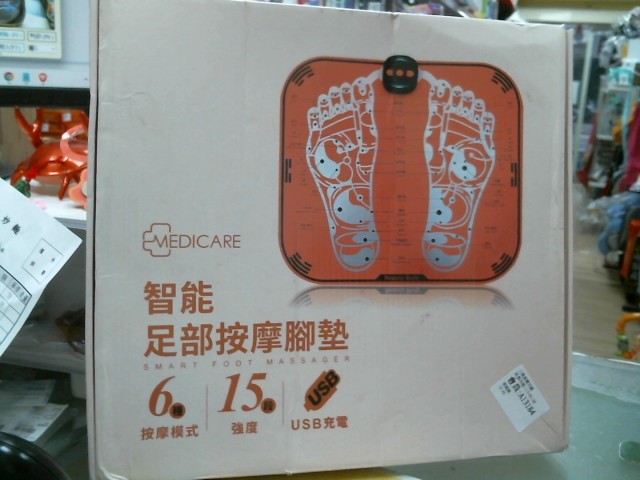 MEDICARE
智能
足部按摩腳墊
SMART FOOT MASSAGER
6種
按摩模式
15段
強度
USB
USB充電